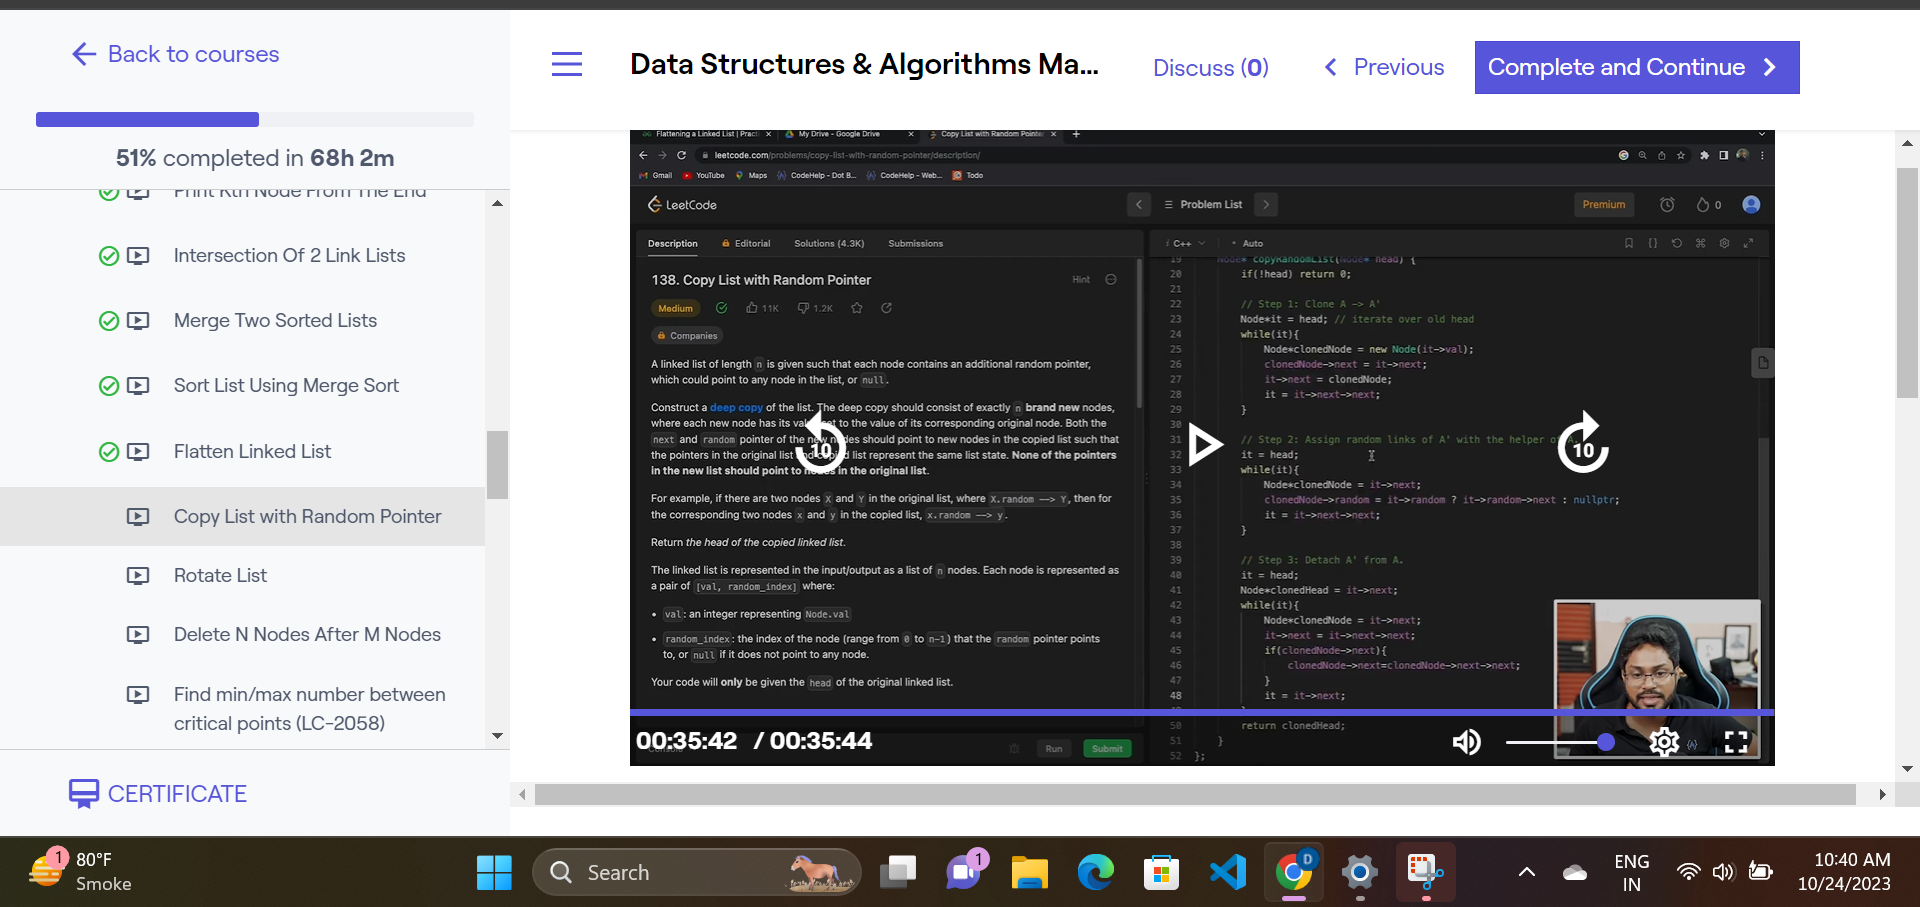 Back to courses
51% completed in 68h 2m
Print Kth Node From The End
Intersection Of 2 Link Lists
Merge Two Sorted Lists
Sort List Using Merge Sort
Flatten Linked List
Copy List with Random Pointer
Rotate List
Delete N Nodes After M Nodes
Find min/max number between
critical points (LC-2058)
CERTIFICATE
Data Structures & Algorithms Ma...
Discuss (0)
Previous
Complete and Continue
Flattening a Linked List | Practi
My Drive - Google Drive
Copy List with Random Pointer
leetcode.com/problems/copy-list-with-random-pointer/description/
Gmail
YouTube
Maps
CodeHelp - Dot B...
CodeHelp - Web...
Todo
LeetCode
Problem List
Premium
0
Description
Editorial
Solutions (4.3K)
Submissions
138. Copy List with Random Pointer
Hint
Medium
11K
1.2K
Companies
A linked list of length n is given such that each node contains an additional random pointer,
which could point to any node in the list, or null.
Construct a deep copy of the list. The deep copy should consist of exactly n brand new nodes,
where each new node has its value set to the value of its corresponding original node. Both the
next and random pointer of the new nodes should point to new nodes in the copied list such that
the pointers in the original list and copied list represent the same list state. None of the pointers
in the new list should point to nodes in the original list.
For example, if there are two nodes X and Y in the original list, where X.random --> Y, then for
the corresponding two nodes x and y in the copied list, x.random --> y.
Return the head of the copied linked list.
The linked list is represented in the input/output as a list of n nodes. Each node is represented as
a pair of [val, random_index] where:
• val: an integer representing Node.val
• random_index: the index of the node (range from 0 to n-1) that the random pointer points
to, or null if it does not point to any node.
Your code will only be given the head of the original linked list.
i C++
• Auto
19 Node* copyRandomList(Node* head) {
20 if(!head) return 0;
21
22 // Step 1: Clone A -> A'
23 Node*it = head; // iterate over old head
24 while(it){
25 Node*clonedNode = new Node(it->val);
26 clonedNode->next = it->next;
27 it->next = clonedNode;
28 it = it->next->next;
29 }
30
31 // Step 2: Assign random links of A' with the helper of A.
32 it = head;
33 while(it){
34 Node*clonedNode = it->next;
35 clonedNode->random = it->random ? it->random->next : nullptr;
36 it = it->next->next;
37 }
38
39 // Step 3: Detach A' from A.
40 it = head;
41 Node*clonedHead = it->next;
42 while(it){
43 Node*clonedNode = it->next;
44 it->next = it->next->next;
45 if(clonedNode){
46 clonedNode->next=clonedNode->next->next;
47 }
48 it = it->next;
50 return clonedHead;
51 }
52 };
10
10
00:35:42 / 00:35:44
Console
Run
Submit
1
80°F
Smoke
Search
1
D
ENG
IN
10:40 AM
10/24/2023